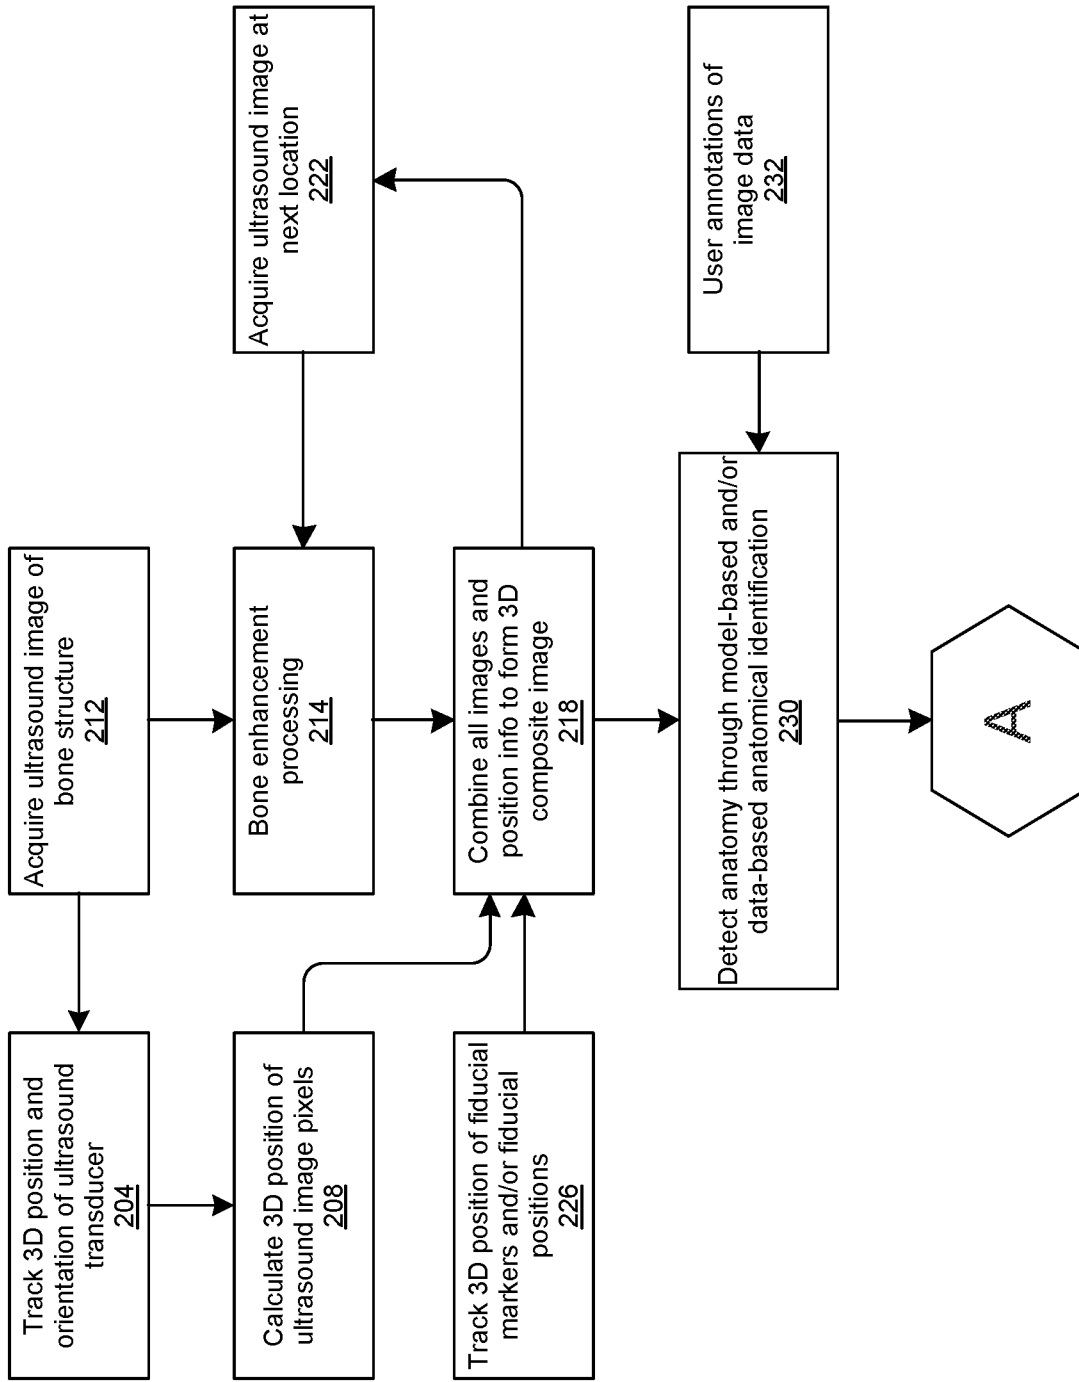 Track 3D position and
orientation of ultrasound
transducer
204
Acquire ultrasound image of
bone structure
212
Calculate 3D position of
ultrasound image pixels
208
Bone enhancement
processing
214
Acquire ultrasound image at
next location
222
Track 3D position of fiducial
markers and/or fiducial
positions
226
Combine all images and
position info to form 3D
composite image
218
Detect anatomy through model-based and/or
data-based anatomical identification
230
User annotations of
image data
232
A